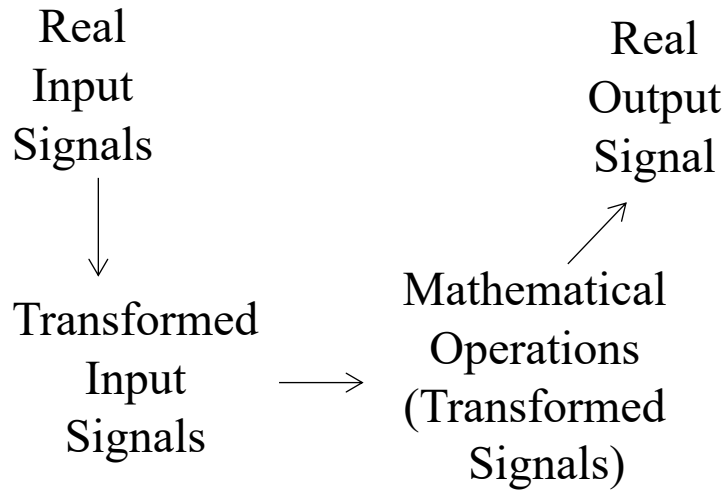 Real
Input
Signals
Transformed
Input
Signals
Mathematical
Operations
(Transformed
Signals)
Real
Output
Signal